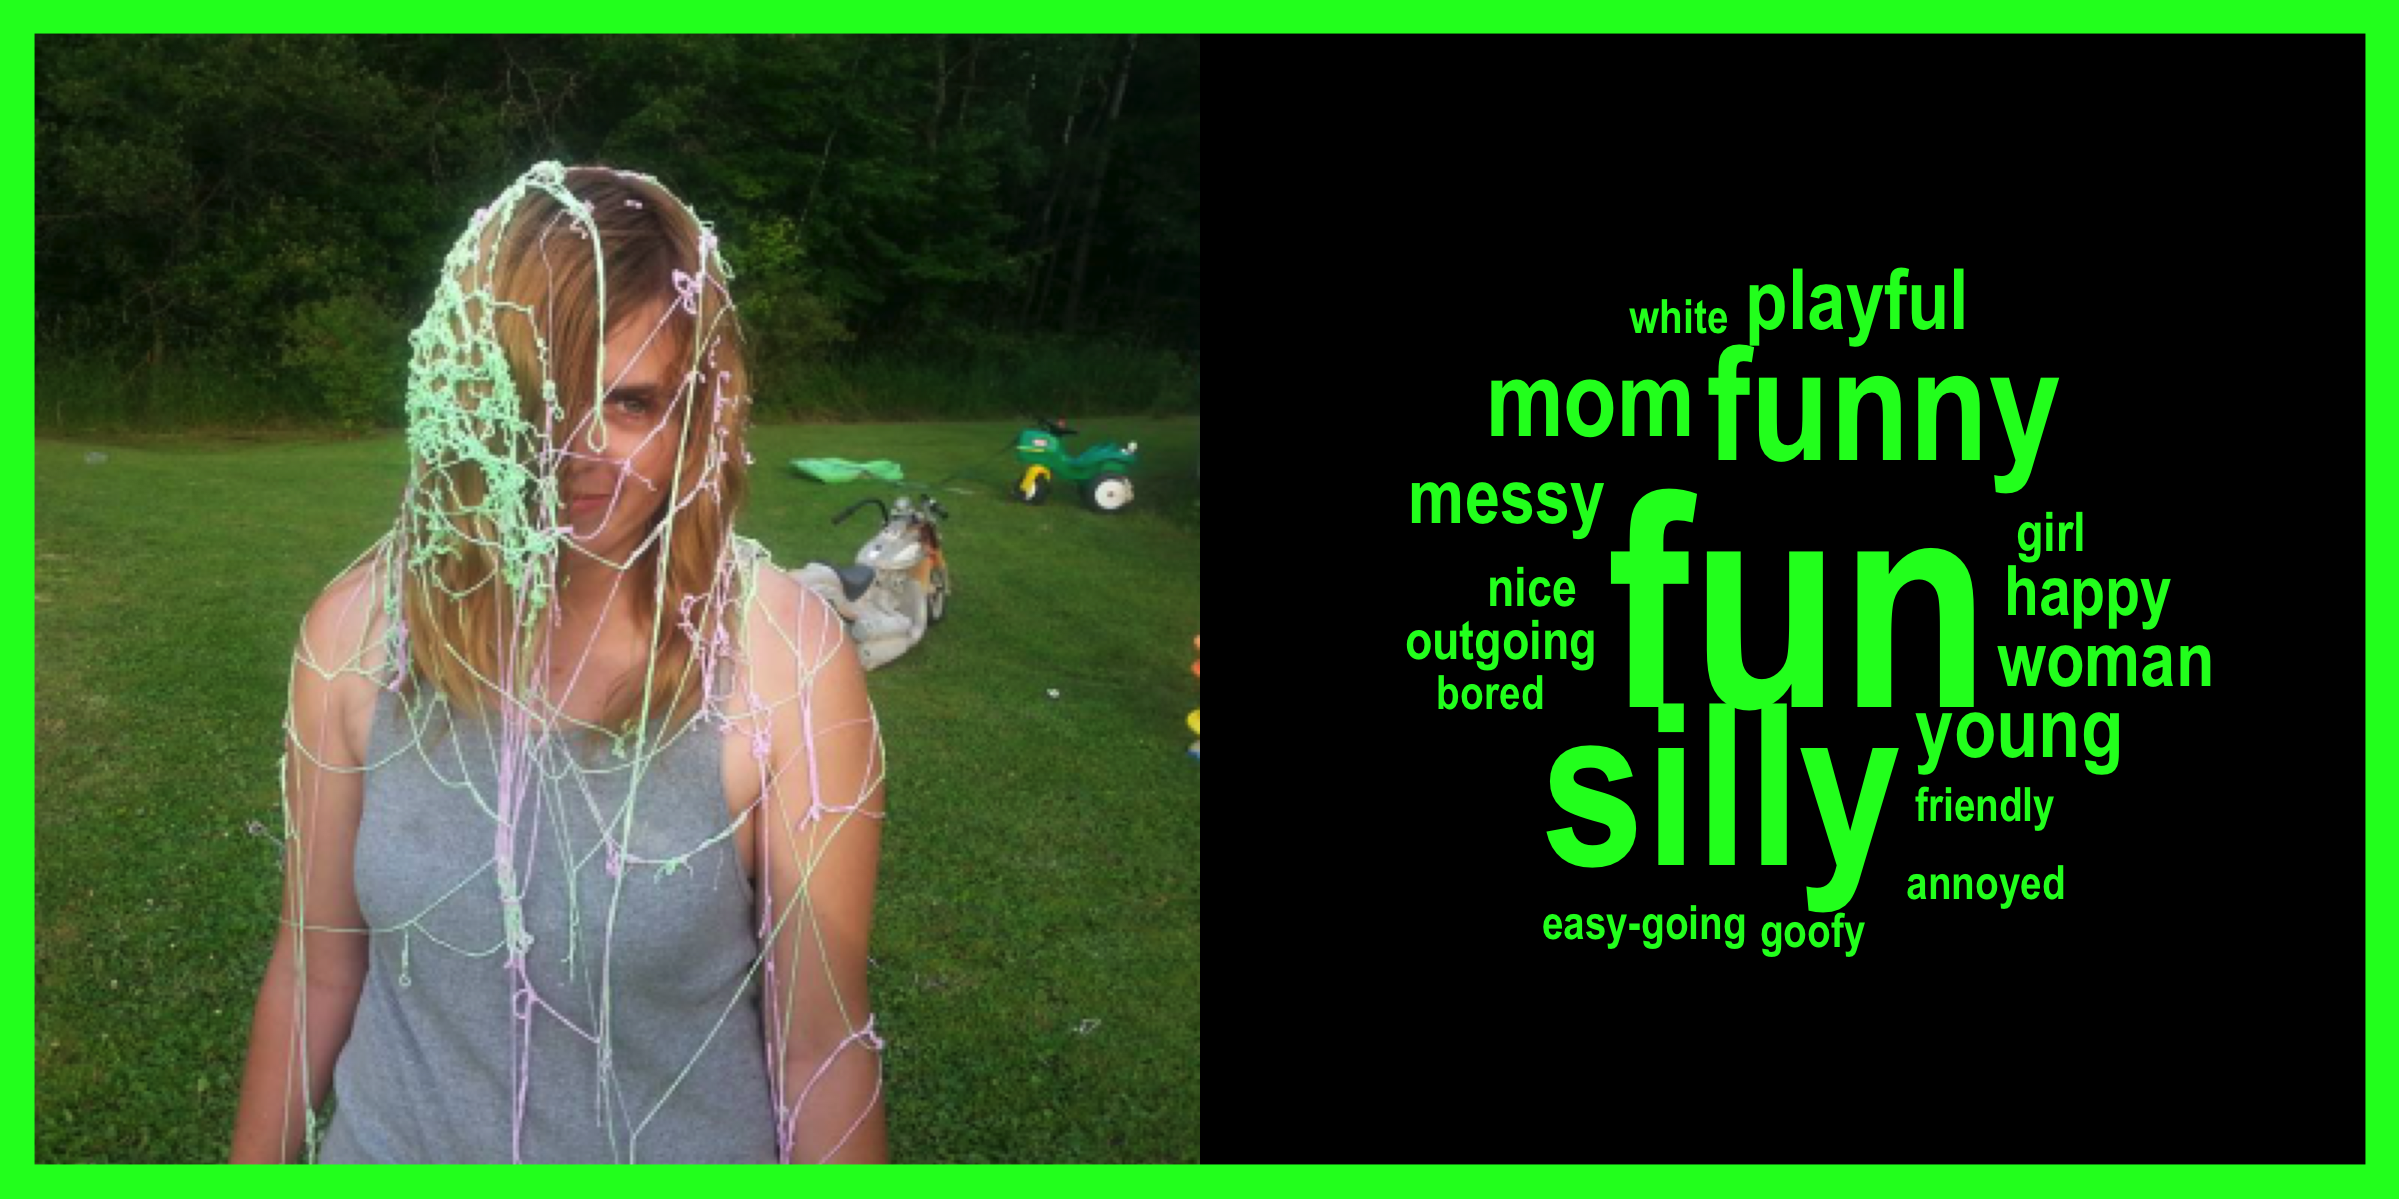 white playful
mom funny
messy
fun
girl
nice happy
outgoing woman
bored
silly young
friendly
annoyed
easy-going goofy